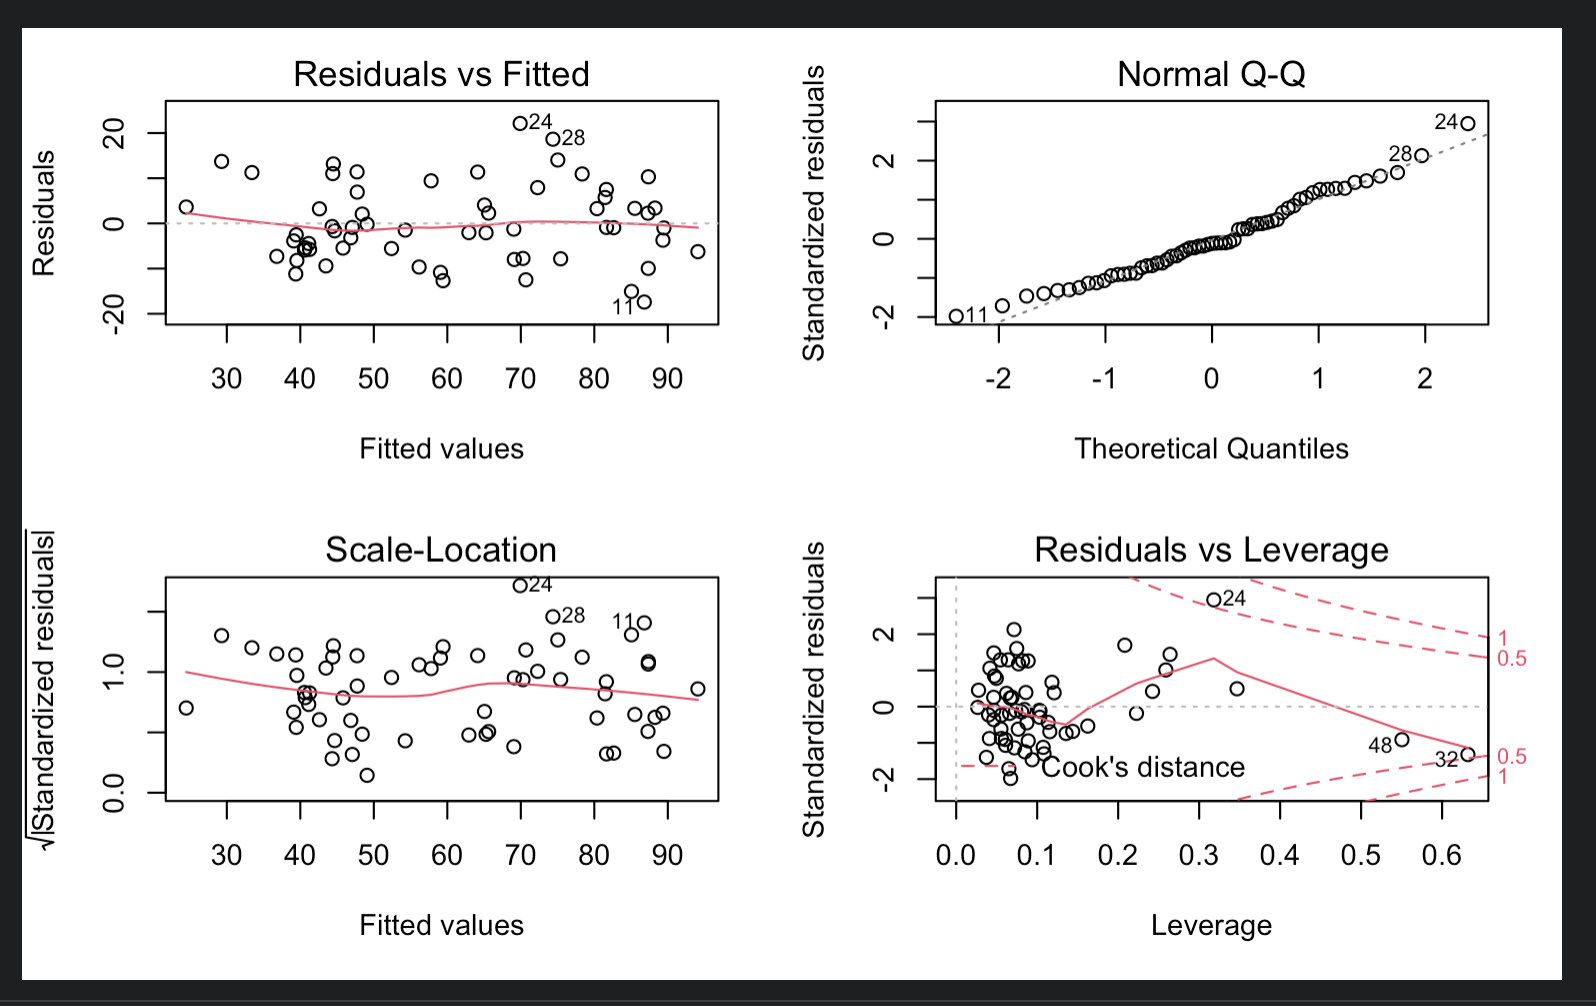 Residuals vs Fitted
Residuals
20
0
-20
24
28
11
30 40 50 60 70 80 90
Fitted values
Normal Q-Q
Standardized residuals
2
0
-2
24
28
11
-2 -1 0 1 2
Theoretical Quantiles
Scale-Location
√|Standardized residuals|
1.0
0.0
24
28
11
30 40 50 60 70 80 90
Fitted values
Residuals vs Leverage
Standardized residuals
2
0
-2
24
48
32
Cook's distance
1
0.5
0.5
1
0.0 0.1 0.2 0.3 0.4 0.5 0.6
Leverage